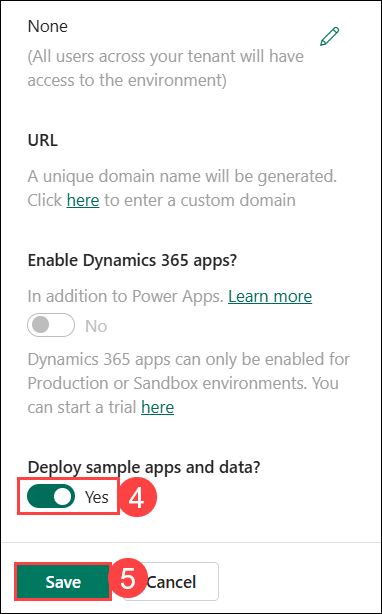 None
(All users across your tenant will have
access to the environment)
URL
A unique domain name will be generated.
Click here to enter a custom domain
Enable Dynamics 365 apps?
In addition to Power Apps. Learn more
No
Dynamics 365 apps can only be enabled for
Production or Sandbox environments. You
can start a trial here
Deploy sample apps and data?
Yes 4
Save 5 Cancel